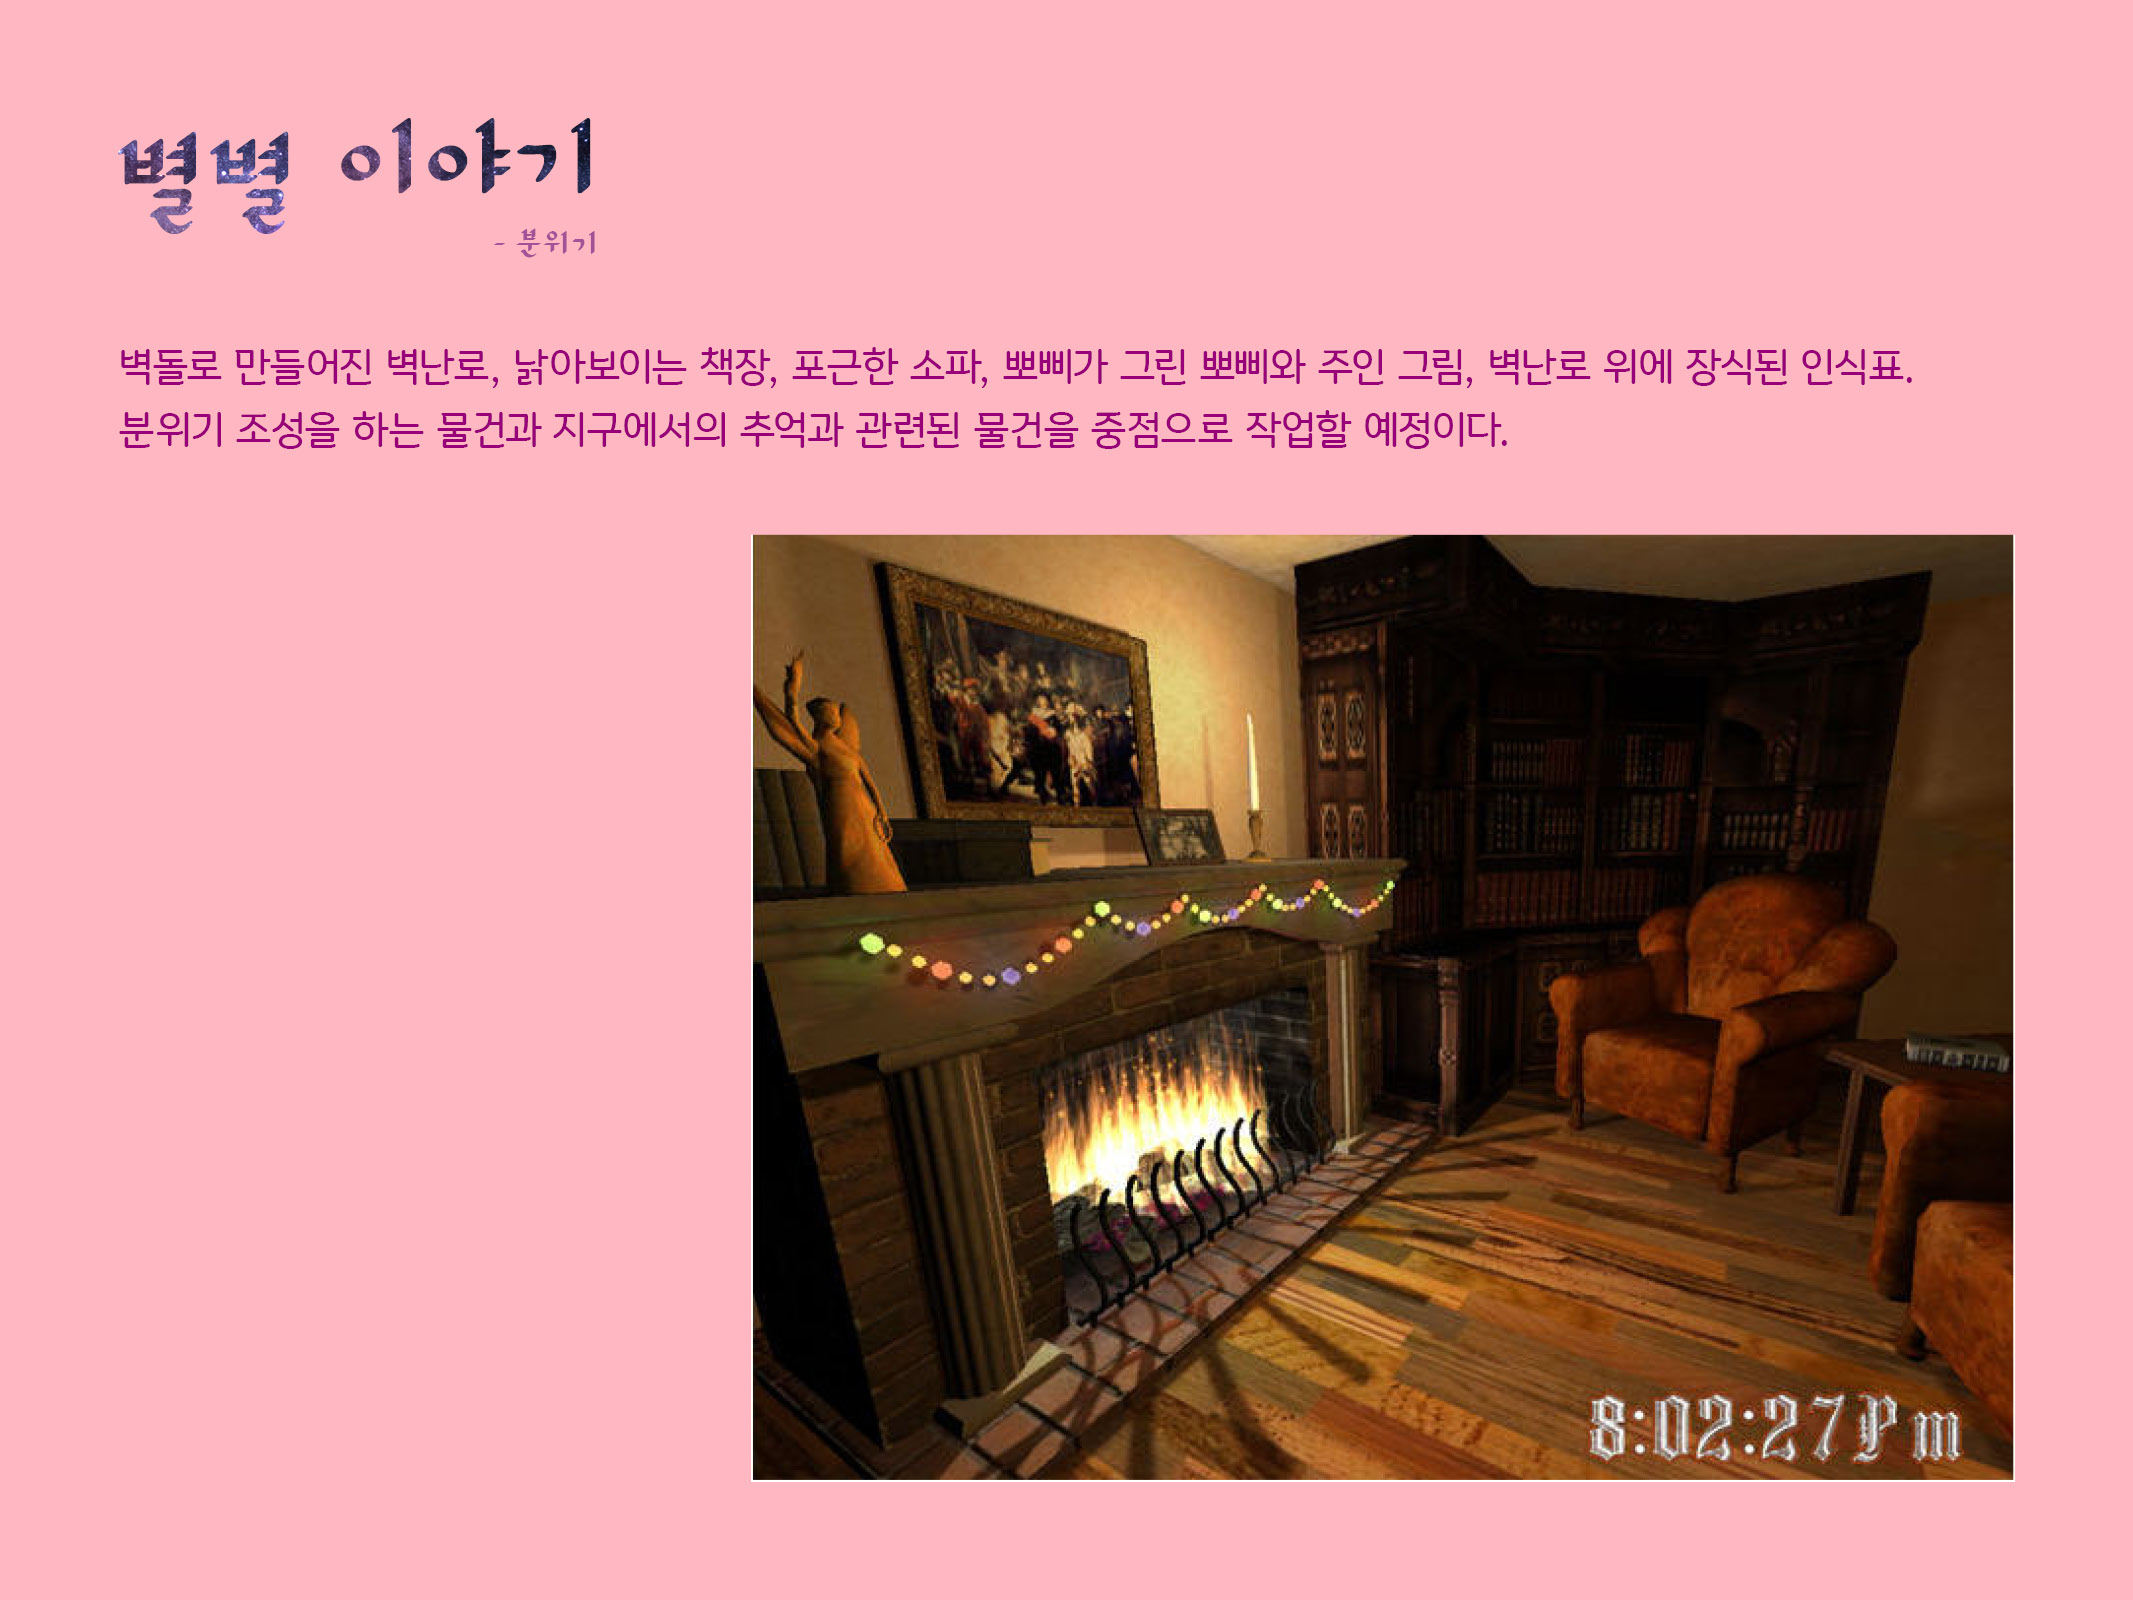 별별 이야기
- 분위기
벽돌로 만들어진 벽난로, 낡아보이는 책장, 포근한 소파, 뽀삐가 그린 뽀삐와 주인 그림, 벽난로 위에 장식된 인식표.
분위기 조성을 하는 물건과 지구에서의 추억과 관련된 물건을 중점으로 작업할 예정이다.
8:02:27 Pm